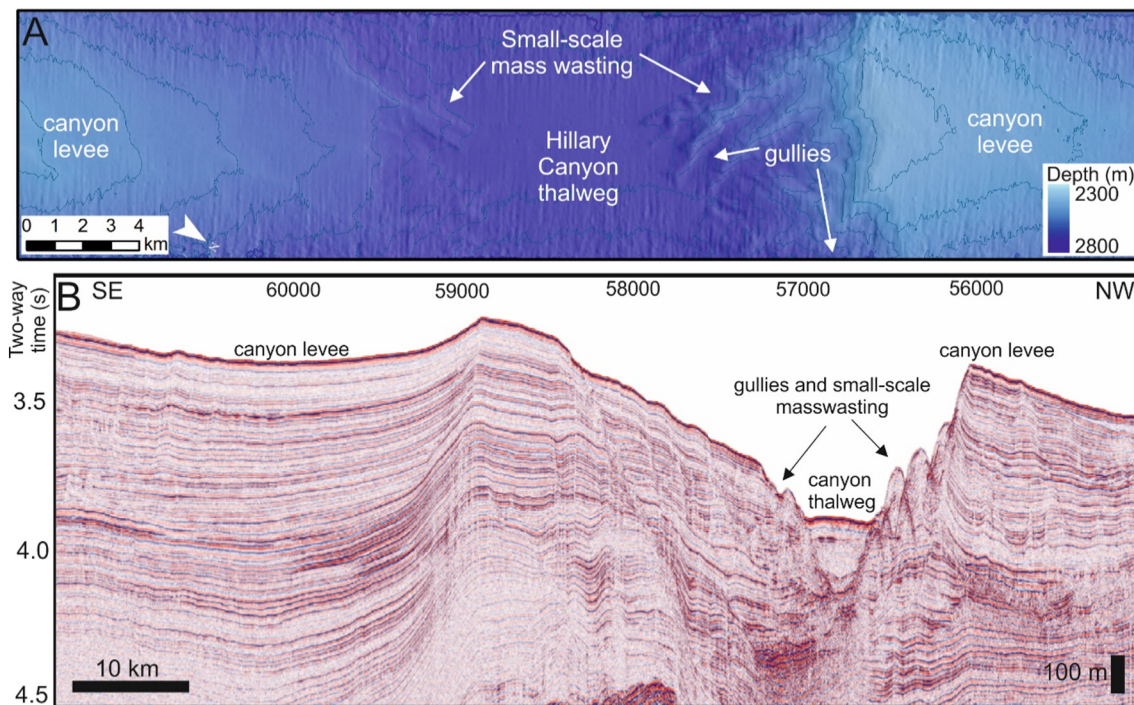 A
Small-scale
mass wasting
canyon
levee
Hillary
Canyon
thalweg
gullies
canyon
levee
Depth (m)
2300
2800
0 1 2 3 4
km
N
B SE 60000 59000 58000 57000 56000 NW
Two-way
time (s)
canyon levee
canyon levee
gullies and small-scale
masswasting
canyon
thalweg
3.5
4.0
4.5
10 km
100 m